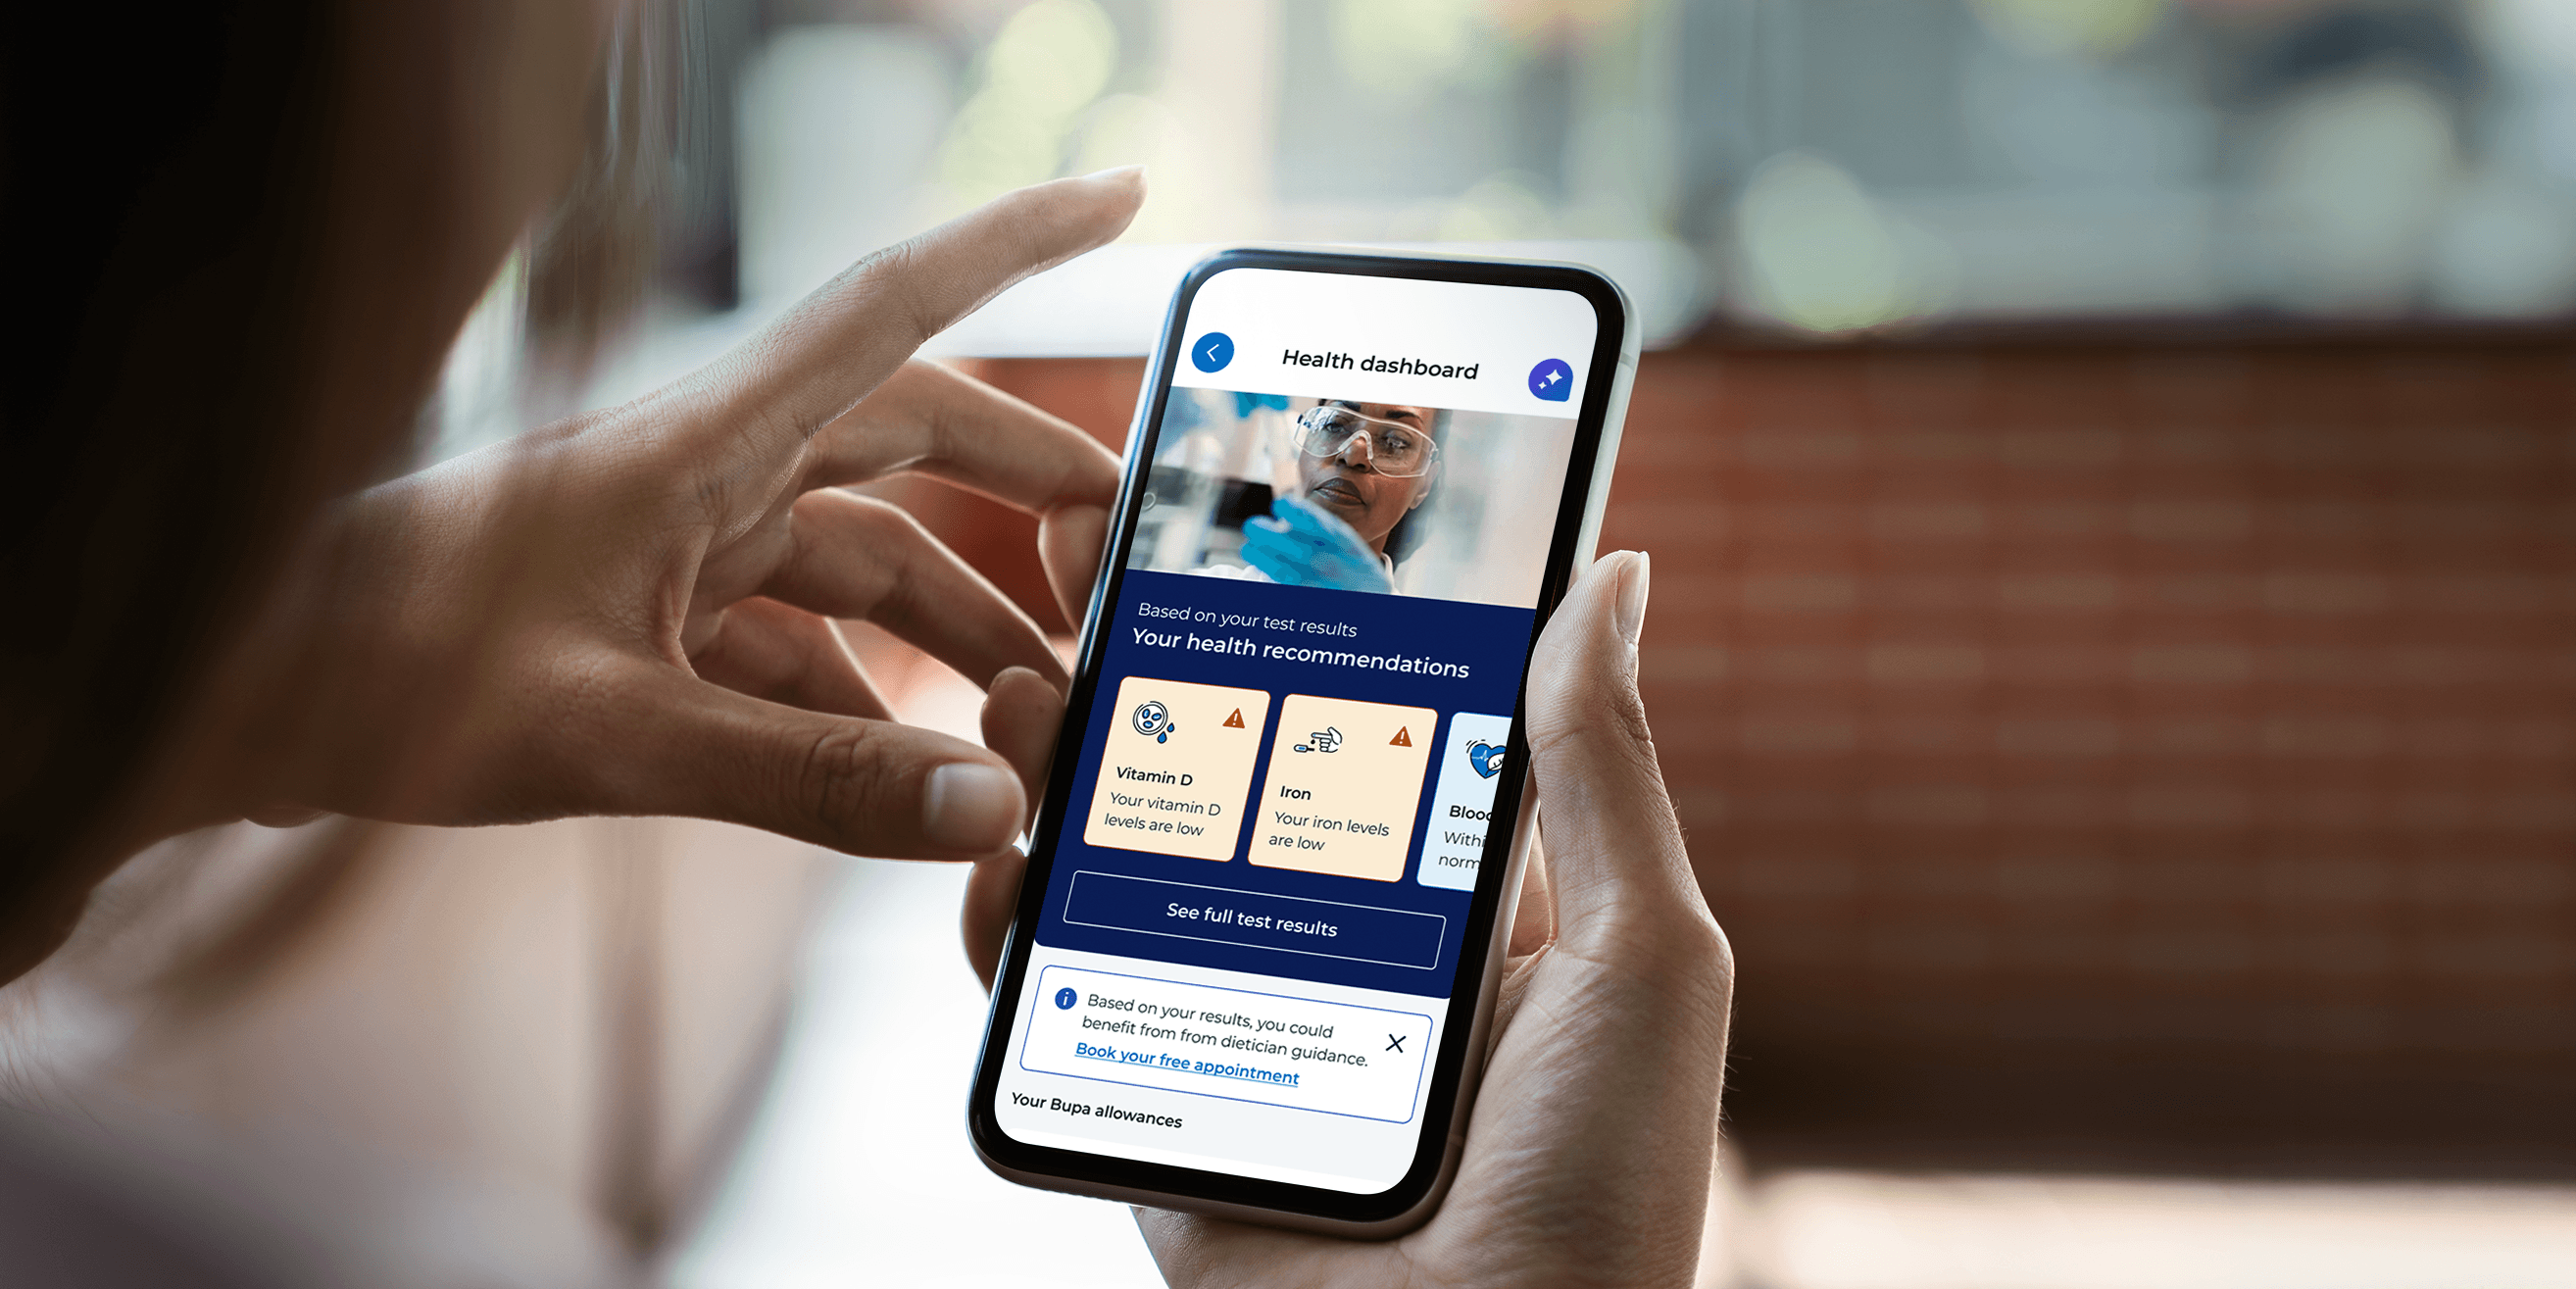 Health dashboard
Based on your test results
Your health recommendations
Vitamin D
Your vitamin D
levels are low
Iron
Your iron levels
are low
See full test results
Based on your results, you could
benefit from from dietician guidance.
Book your free appointment
Your Bupa allowances